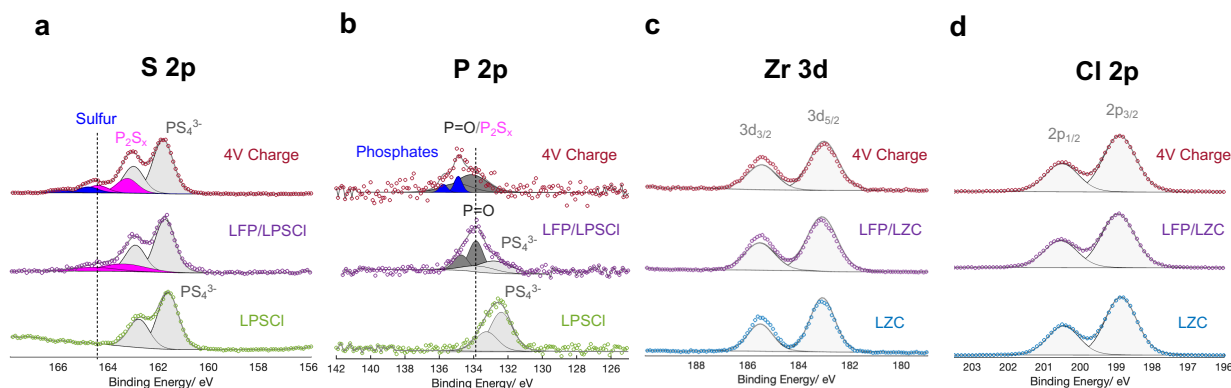 a
S 2p
Sulfur
P₂Sₓ
PS₄³⁻
4V Charge
LFP/LPSCl
PS₄³⁻
LPSCl
166 164 162 160 158 156
Binding Energy/ eV
b
P 2p
P=O/P₂Sₓ
Phosphates
4V Charge
P=O
LFP/LPSCl
PS₄³⁻
PS₄³⁻
LPSCl
142 140 138 136 134 132 130 128 126 124
Binding Energy/ eV
c
Zr 3d
3d₃/₂
3d₅/₂
4V Charge
LFP/LZC
LZC
188 186 184 182 180
Binding Energy/ eV
d
Cl 2p
2p₁/₂
2p₃/₂
4V Charge
LFP/LZC
LZC
203 202 201 200 199 198 197 196
Binding Energy/ eV